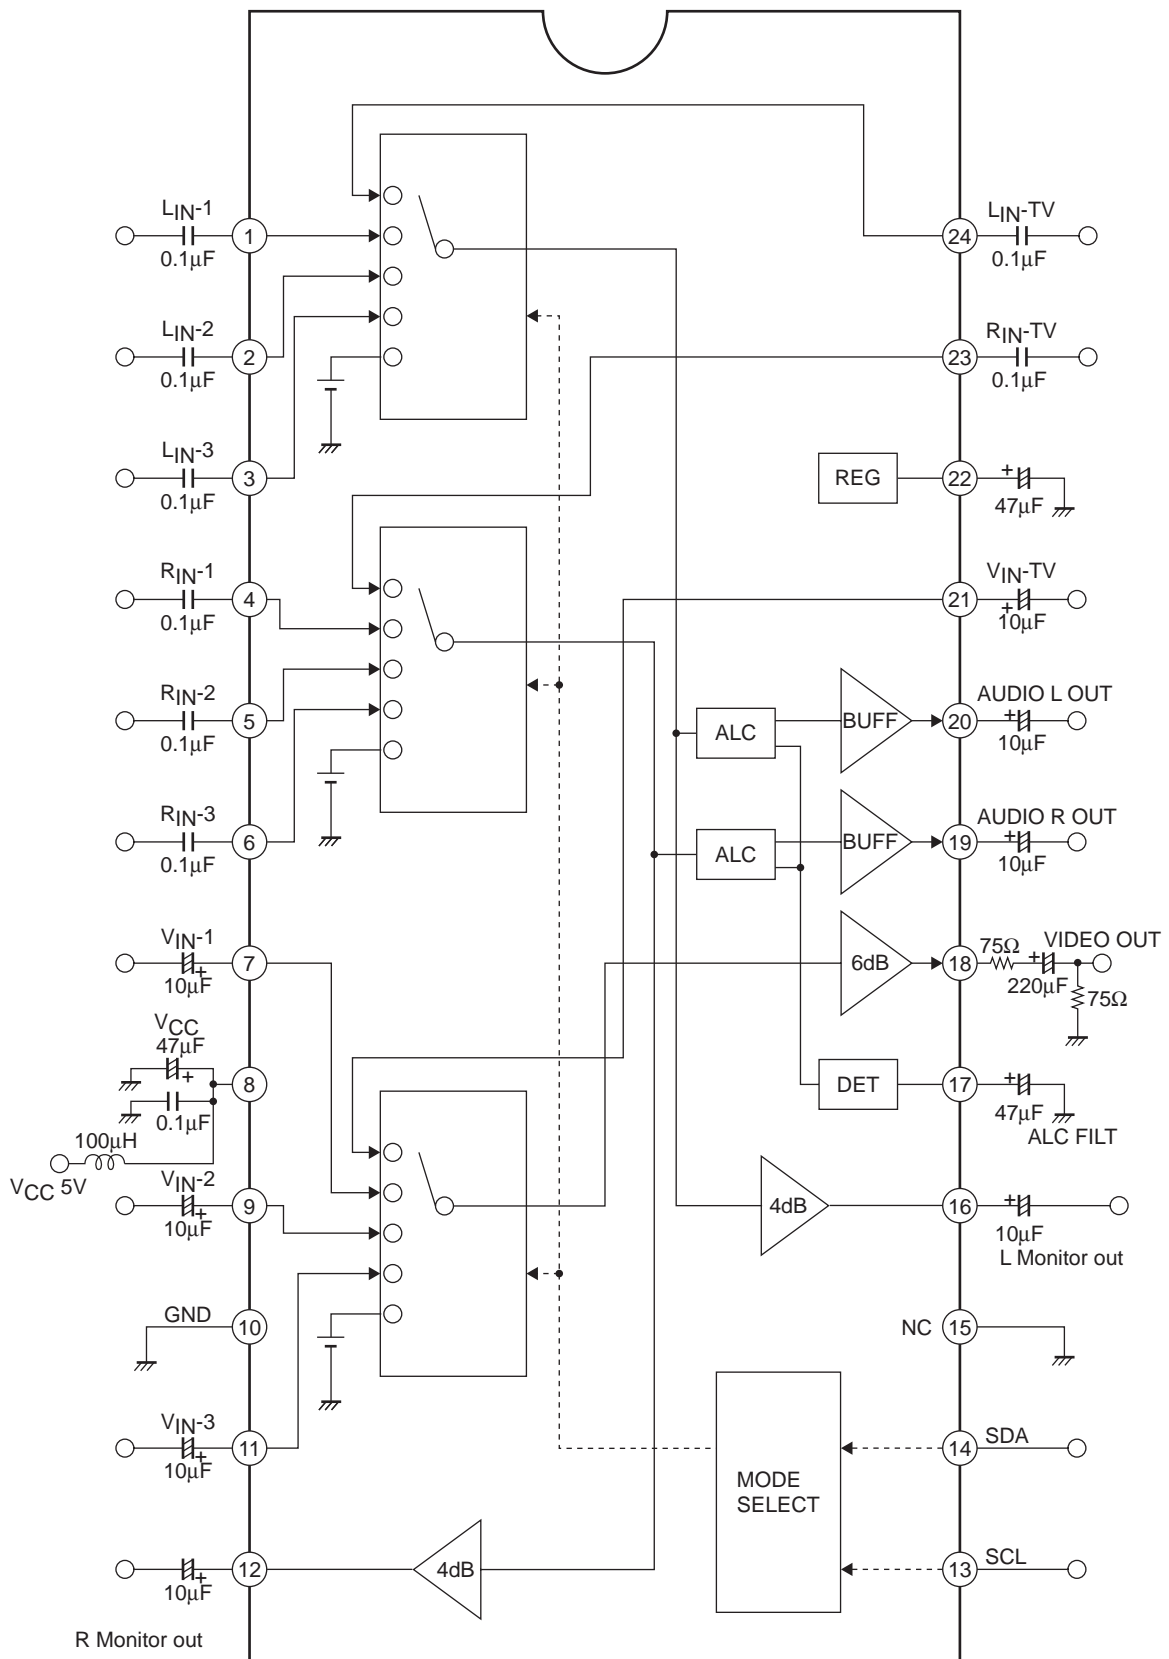 LIN-1
1
0.1µF
LIN-2
2
0.1µF
LIN-3
3
0.1µF
RIN-1
4
0.1µF
RIN-2
5
0.1µF
RIN-3
6
0.1µF
VIN-1
7
+
10µF
VCC
47µF
+
8
0.1µF
100µH
VCC 5V
VIN-2
9
+
10µF
GND
10
VIN-3
11
+
10µF
12
+
10µF
R Monitor out
4dB
LIN-TV
24
0.1µF
RIN-TV
23
0.1µF
REG
22
+
47µF
VIN-TV
21
+
10µF
AUDIO L OUT
ALC
BUFF
20
+
10µF
AUDIO R OUT
ALC
BUFF
19
+
10µF
VIDEO OUT
6dB
18
75Ω
+
220µF
75Ω
DET
17
+
47µF
ALC FILT
4dB
16
+
10µF
L Monitor out
NC
15
MODE
SELECT
14
SDA
13
SCL